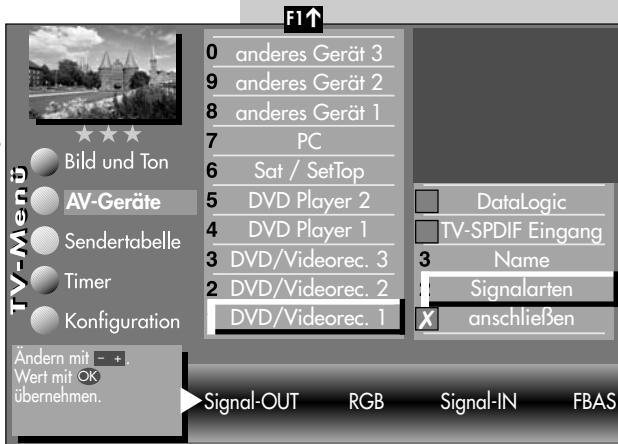 F1↑
TV-Menü
Bild und Ton
AV-Geräte
Sendertabelle
Timer
Konfiguration
0 anderes Gerät 3
9 anderes Gerät 2
8 anderes Gerät 1
7 PC
6 Sat / SetTop
5 DVD Player 2
4 DVD Player 1
3 DVD/Videorec. 3
2 DVD/Videorec. 2
DVD/Videorec. 1
DataLogic
TV-SPDIF Eingang
3 Name
Signalarten
X anschließen
Ändern mit - + .
Wert mit OK
übernehmen.
Signal-OUT RGB Signal-IN FBAS